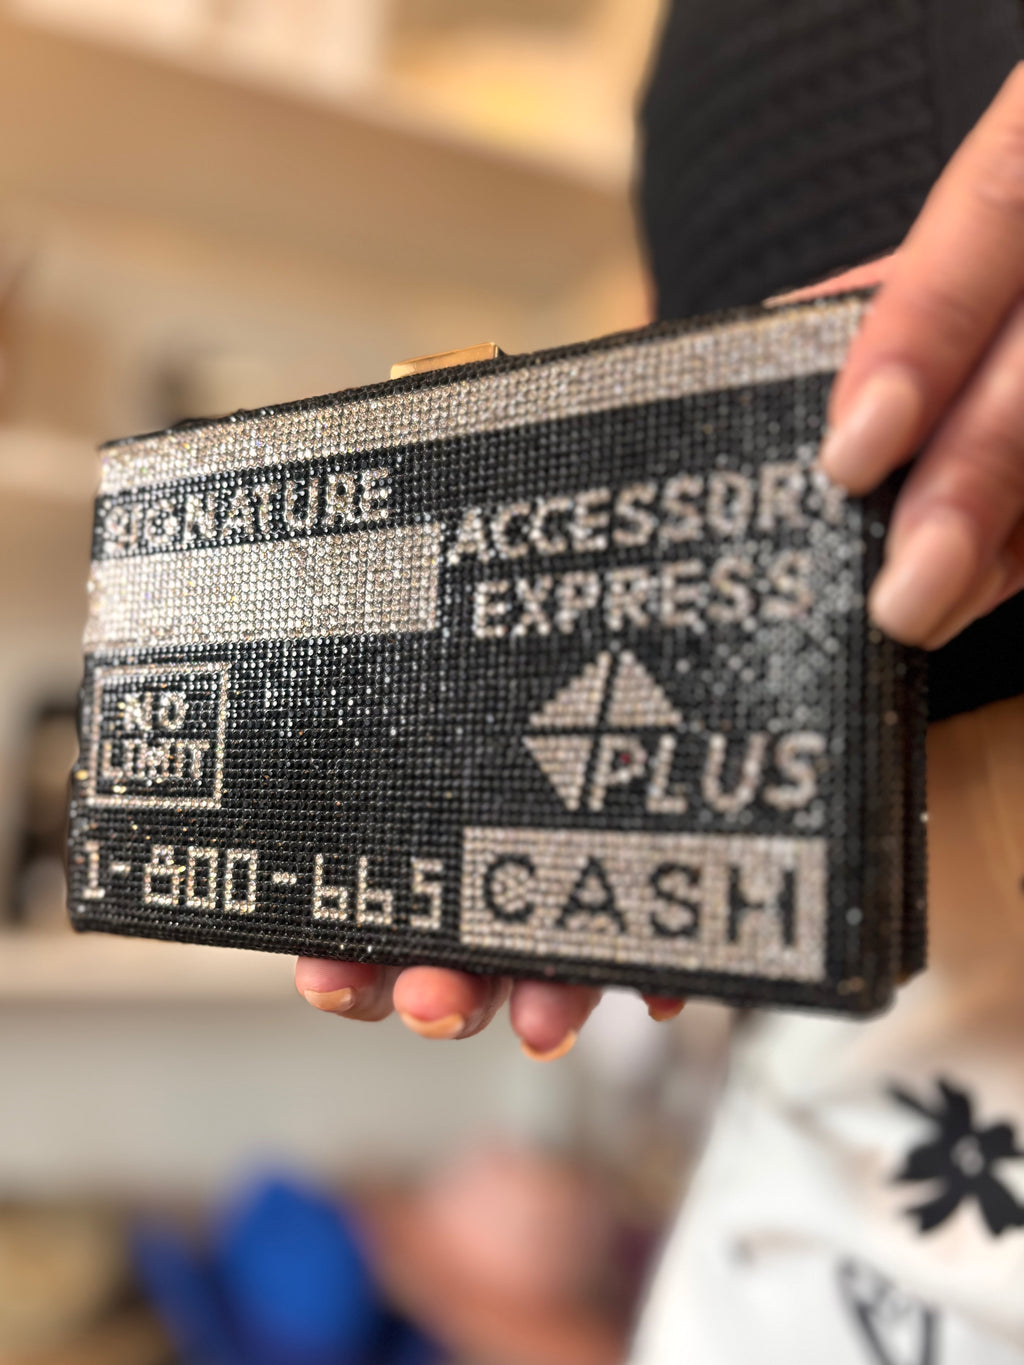 SIGNATURE
ACCESSORY
EXPRESS
NO
LIMIT
PLUS
1-800-665
CASH